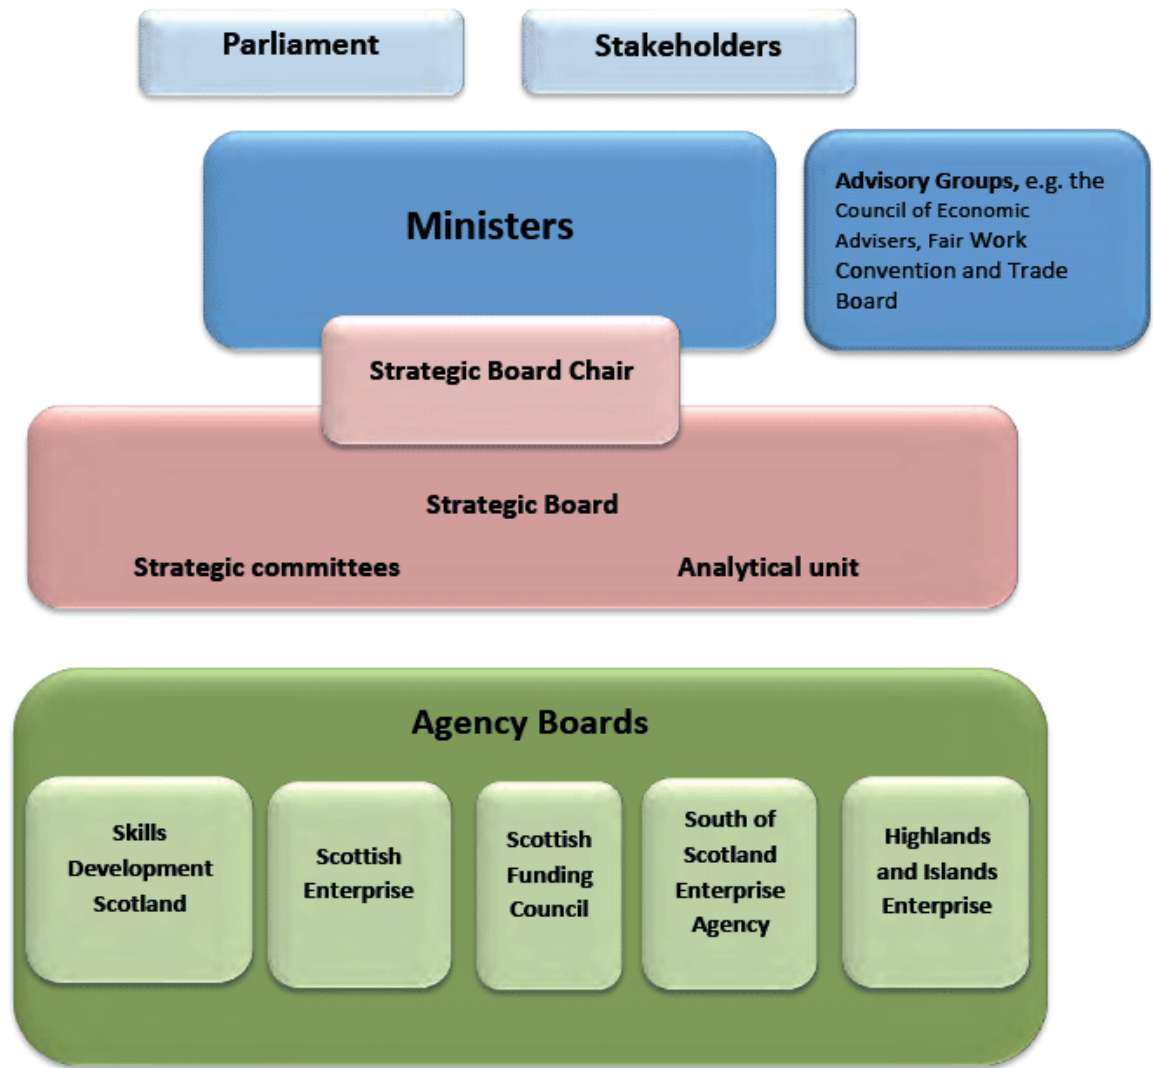 Parliament
Stakeholders
Ministers
Advisory Groups, e.g. the
Council of Economic
Advisers, Fair Work
Convention and Trade
Board
Strategic Board Chair
Strategic Board
Strategic committees
Analytical unit
Agency Boards
Skills
Development
Scotland
Scottish
Enterprise
Scottish
Funding
Council
South of
Scotland
Enterprise
Agency
Highlands
and Islands
Enterprise